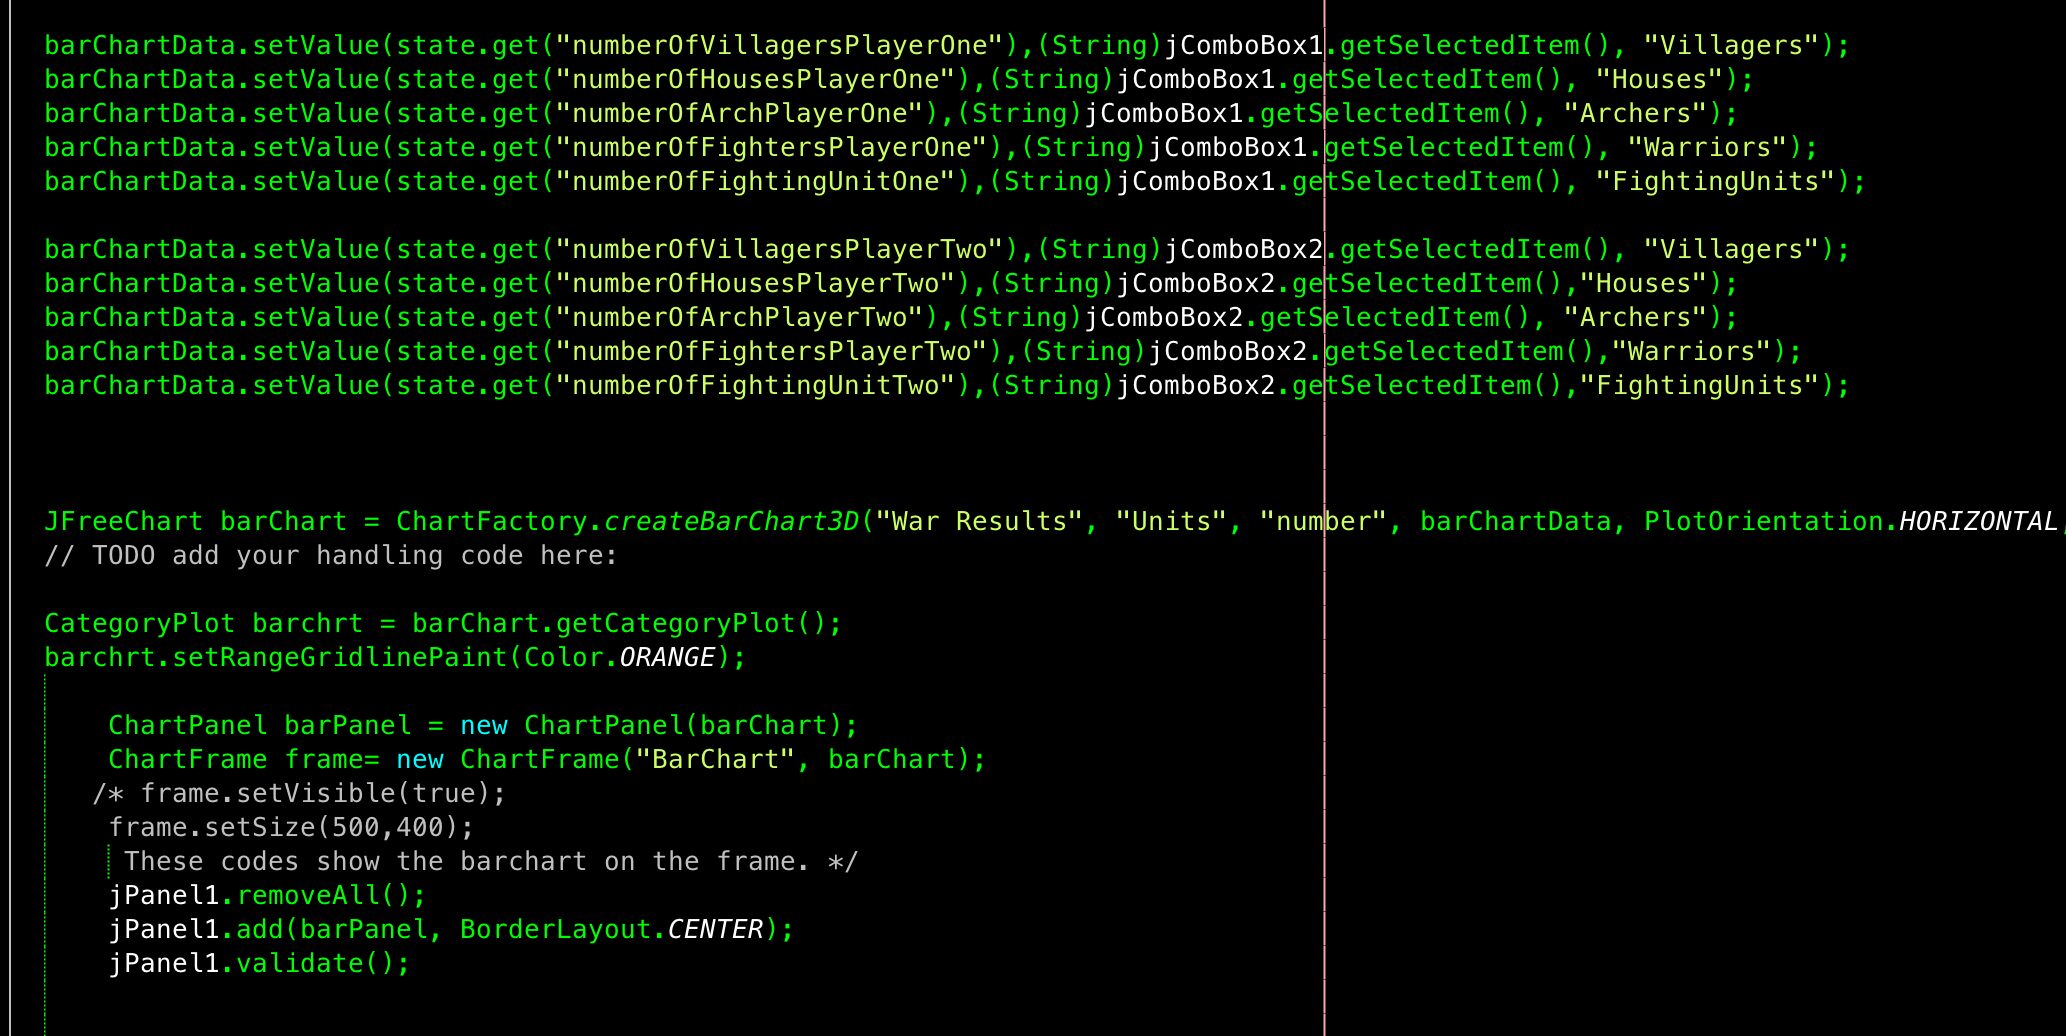 barChartData.setValue(state.get("numberOfVillagersPlayerOne"),(String)jComboBox1.getSelectedItem(), "Villagers");
barChartData.setValue(state.get("numberOfHousesPlayerOne"),(String)jComboBox1.getSelectedItem(), "Houses");
barChartData.setValue(state.get("numberOfArchPlayerOne"),(String)jComboBox1.getSelectedItem(), "Archers");
barChartData.setValue(state.get("numberOfFightersPlayerOne"),(String)jComboBox1.getSelectedItem(), "Warriors");
barChartData.setValue(state.get("numberOfFightingUnitOne"),(String)jComboBox1.getSelectedItem(), "FightingUnits");
barChartData.setValue(state.get("numberOfVillagersPlayerTwo"),(String)jComboBox2.getSelectedItem(), "Villagers");
barChartData.setValue(state.get("numberOfHousesPlayerTwo"),(String)jComboBox2.getSelectedItem(),"Houses");
barChartData.setValue(state.get("numberOfArchPlayerTwo"),(String)jComboBox2.getSelectedItem(), "Archers");
barChartData.setValue(state.get("numberOfFightersPlayerTwo"),(String)jComboBox2.getSelectedItem(),"Warriors");
barChartData.setValue(state.get("numberOfFightingUnitTwo"),(String)jComboBox2.getSelectedItem(),"FightingUnits");
JFreeChart barChart = ChartFactory.createBarChart3D("War Results", "Units", "number", barChartData, PlotOrientation.HORIZONTAL,
// TODO add your handling code here:
CategoryPlot barchrt = barChart.getCategoryPlot();
barchrt.setRangeGridlinePaint(Color.ORANGE);
ChartPanel barPanel = new ChartPanel(barChart);
ChartFrame frame= new ChartFrame("BarChart", barChart);
/* frame.setVisible(true);
frame.setSize(500,400);
These codes show the barchart on the frame. */
jPanel1.removeAll();
jPanel1.add(barPanel, BorderLayout.CENTER);
jPanel1.validate();